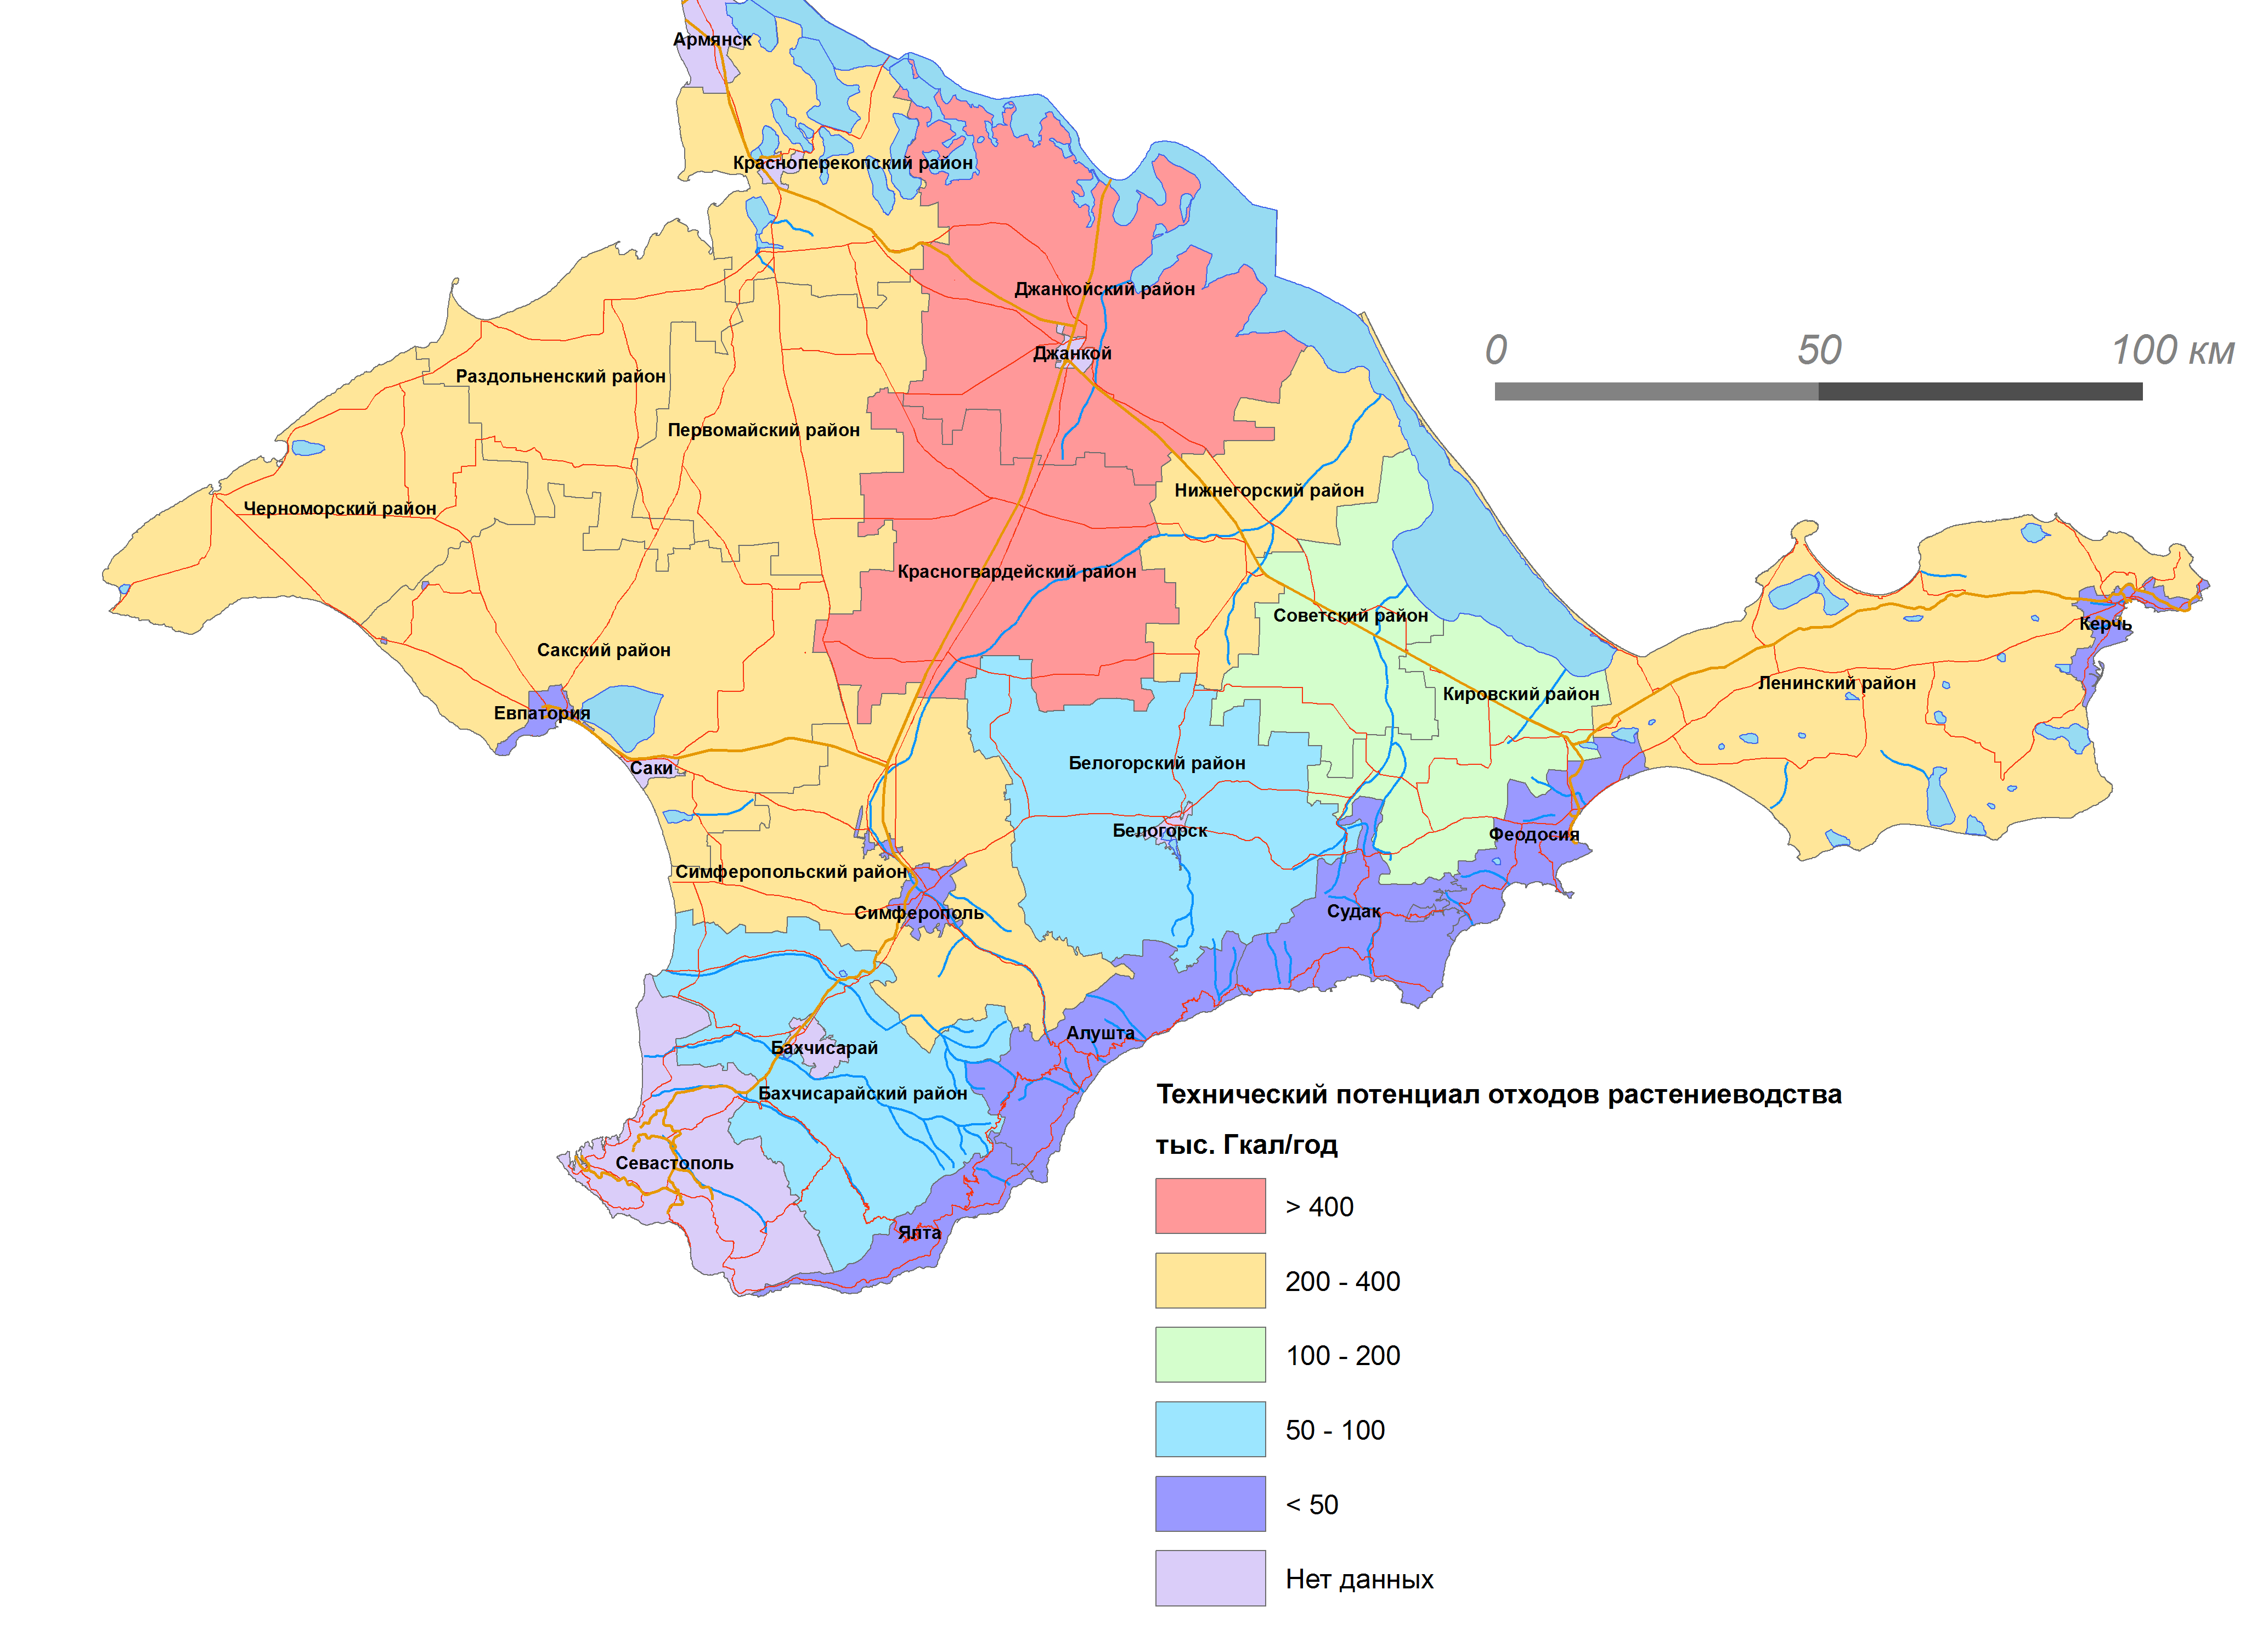 Армянск
Красноперекопский район
Джанкойский район
0 50 100 км
Джанкой
Раздольненский район
Первомайский район
Нижнегорский район
Черноморский район
Красногвардейский район
Советский район
Керчь
Сакский район
Ленинский район
Кировский район
Евпатория
Белогорский район
Саки
Белогорск
Феодосия
Симферопольский район
Судак
Симферополь
Алушта
Бахчисарай
Бахчисарайский район
Севастополь
Ялта
Технический потенциал отходов растениеводства
тыс. Гкал/год
> 400
200 - 400
100 - 200
50 - 100
< 50
Нет данных